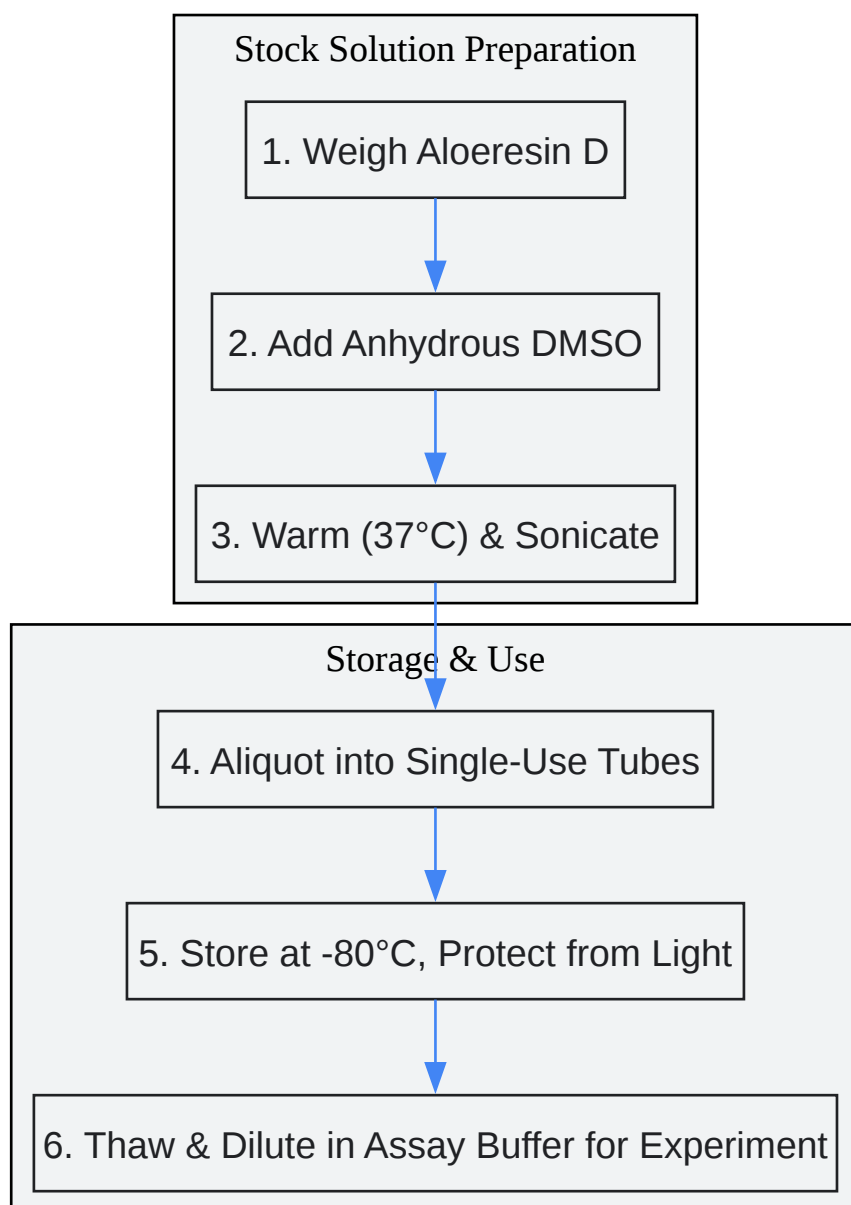 Stock Solution Preparation
1. Weigh Aloeresin D
2. Add Anhydrous DMSO
3. Warm (37°C) & Sonicate
Storage & Use
4. Aliquot into Single-Use Tubes
5. Store at -80°C, Protect from Light
6. Thaw & Dilute in Assay Buffer for Experiment